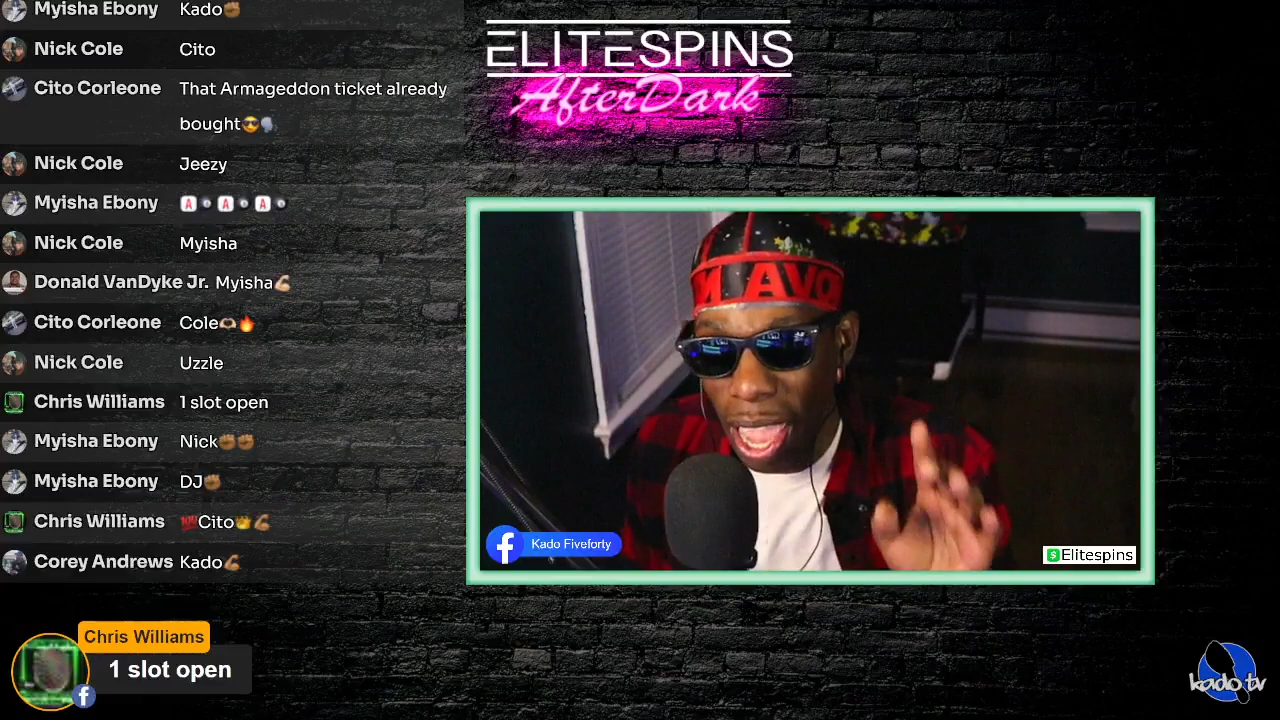 Myisha Ebony Kado✊🏾
Nick Cole Cito
Cito Corleone That Armageddon ticket already
bought😎🗣
Nick Cole Jeezy
Myisha Ebony
Nick Cole Myisha
Donald VanDyke Jr. Myisha💪🏼
Cito Corleone Cole🫶🏽🔥
Nick Cole Uzzle
Chris Williams 1 slot open
Myisha Ebony Nick✊🏾✊🏾
Myisha Ebony DJ✊🏾
Chris Williams 💯Cito🤴💪🏽
Corey Andrews Kado💪🏾
Chris Williams
1 slot open
ELITESPINS
AfterDark
Kado Fiveforty
Elitespins
kado tv